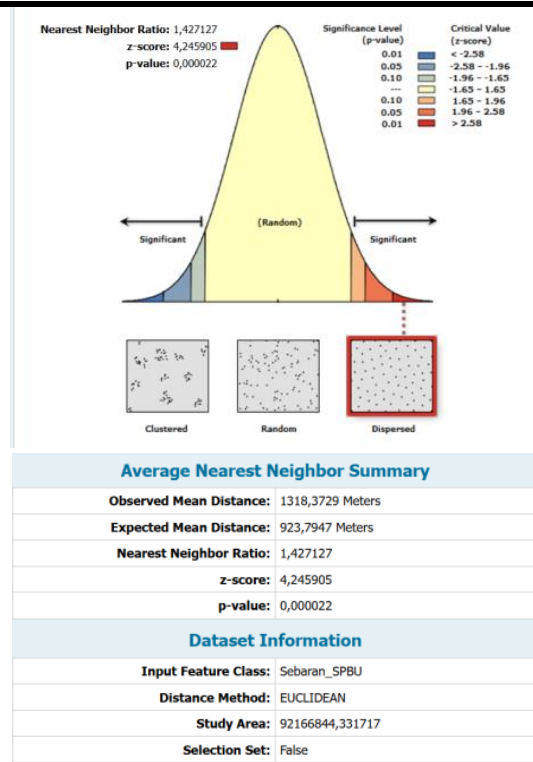 Nearest Neighbor Ratio: 1,427127
z-score: 4,245905
p-value: 0,000022
Significance Level
(p-value)
Critical Value
(z-score)
0.01 < -2.58
0.05 -2.58 - -1.96
0.10 -1.96 - -1.65
--- -1.65 - 1.65
0.10 1.65 - 1.96
0.05 1.96 - 2.58
0.01 > 2.58
(Random)
Significant
Significant
Clustered
Random
Dispersed
Average Nearest Neighbor Summary
Observed Mean Distance: 1318,3729 Meters
Expected Mean Distance: 923,7947 Meters
Nearest Neighbor Ratio: 1,427127
z-score: 4,245905
p-value: 0,000022
Dataset Information
Input Feature Class: Sebaran_SPBU
Distance Method: EUCLIDEAN
Study Area: 92166844,331717
Selection Set: False